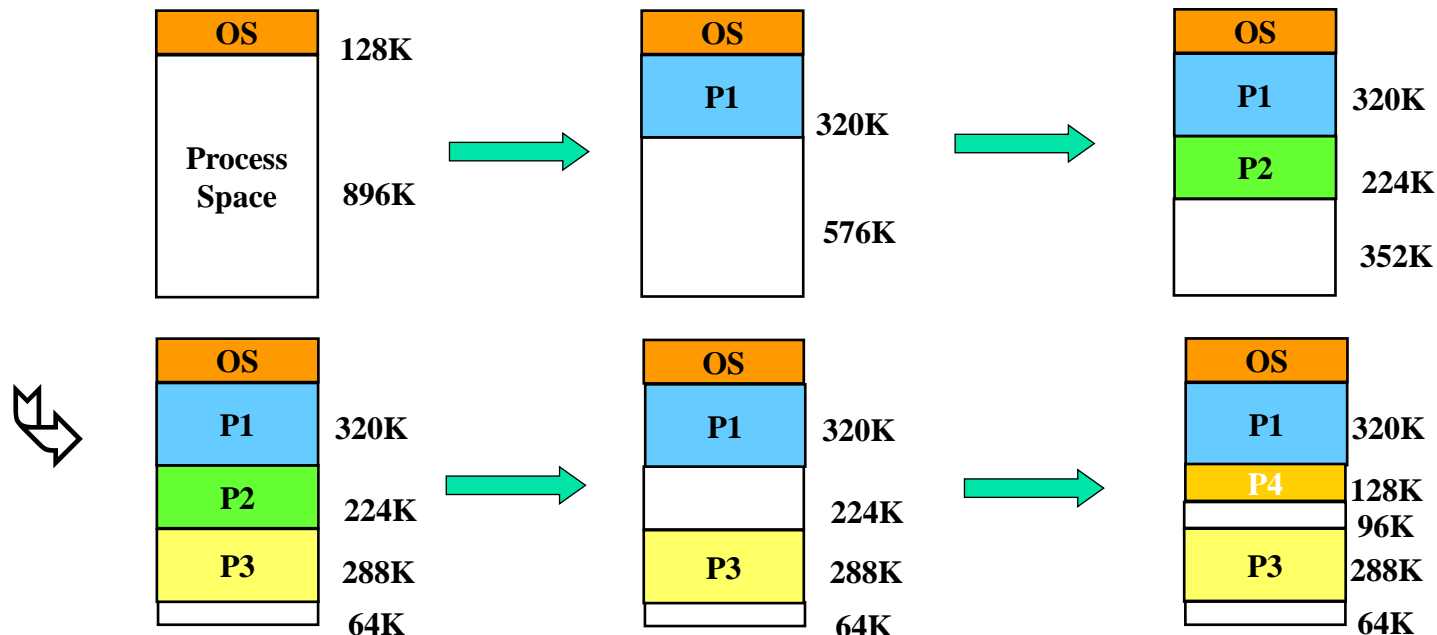 OS
128K
Process
Space
896K
OS
P1
320K
576K
OS
P1
320K
P2
224K
352K
OS
P1
320K
P2
224K
P3
288K
64K
OS
P1
320K
224K
P3
288K
64K
OS
P1
320K
P4
128K
96K
P3
288K
64K